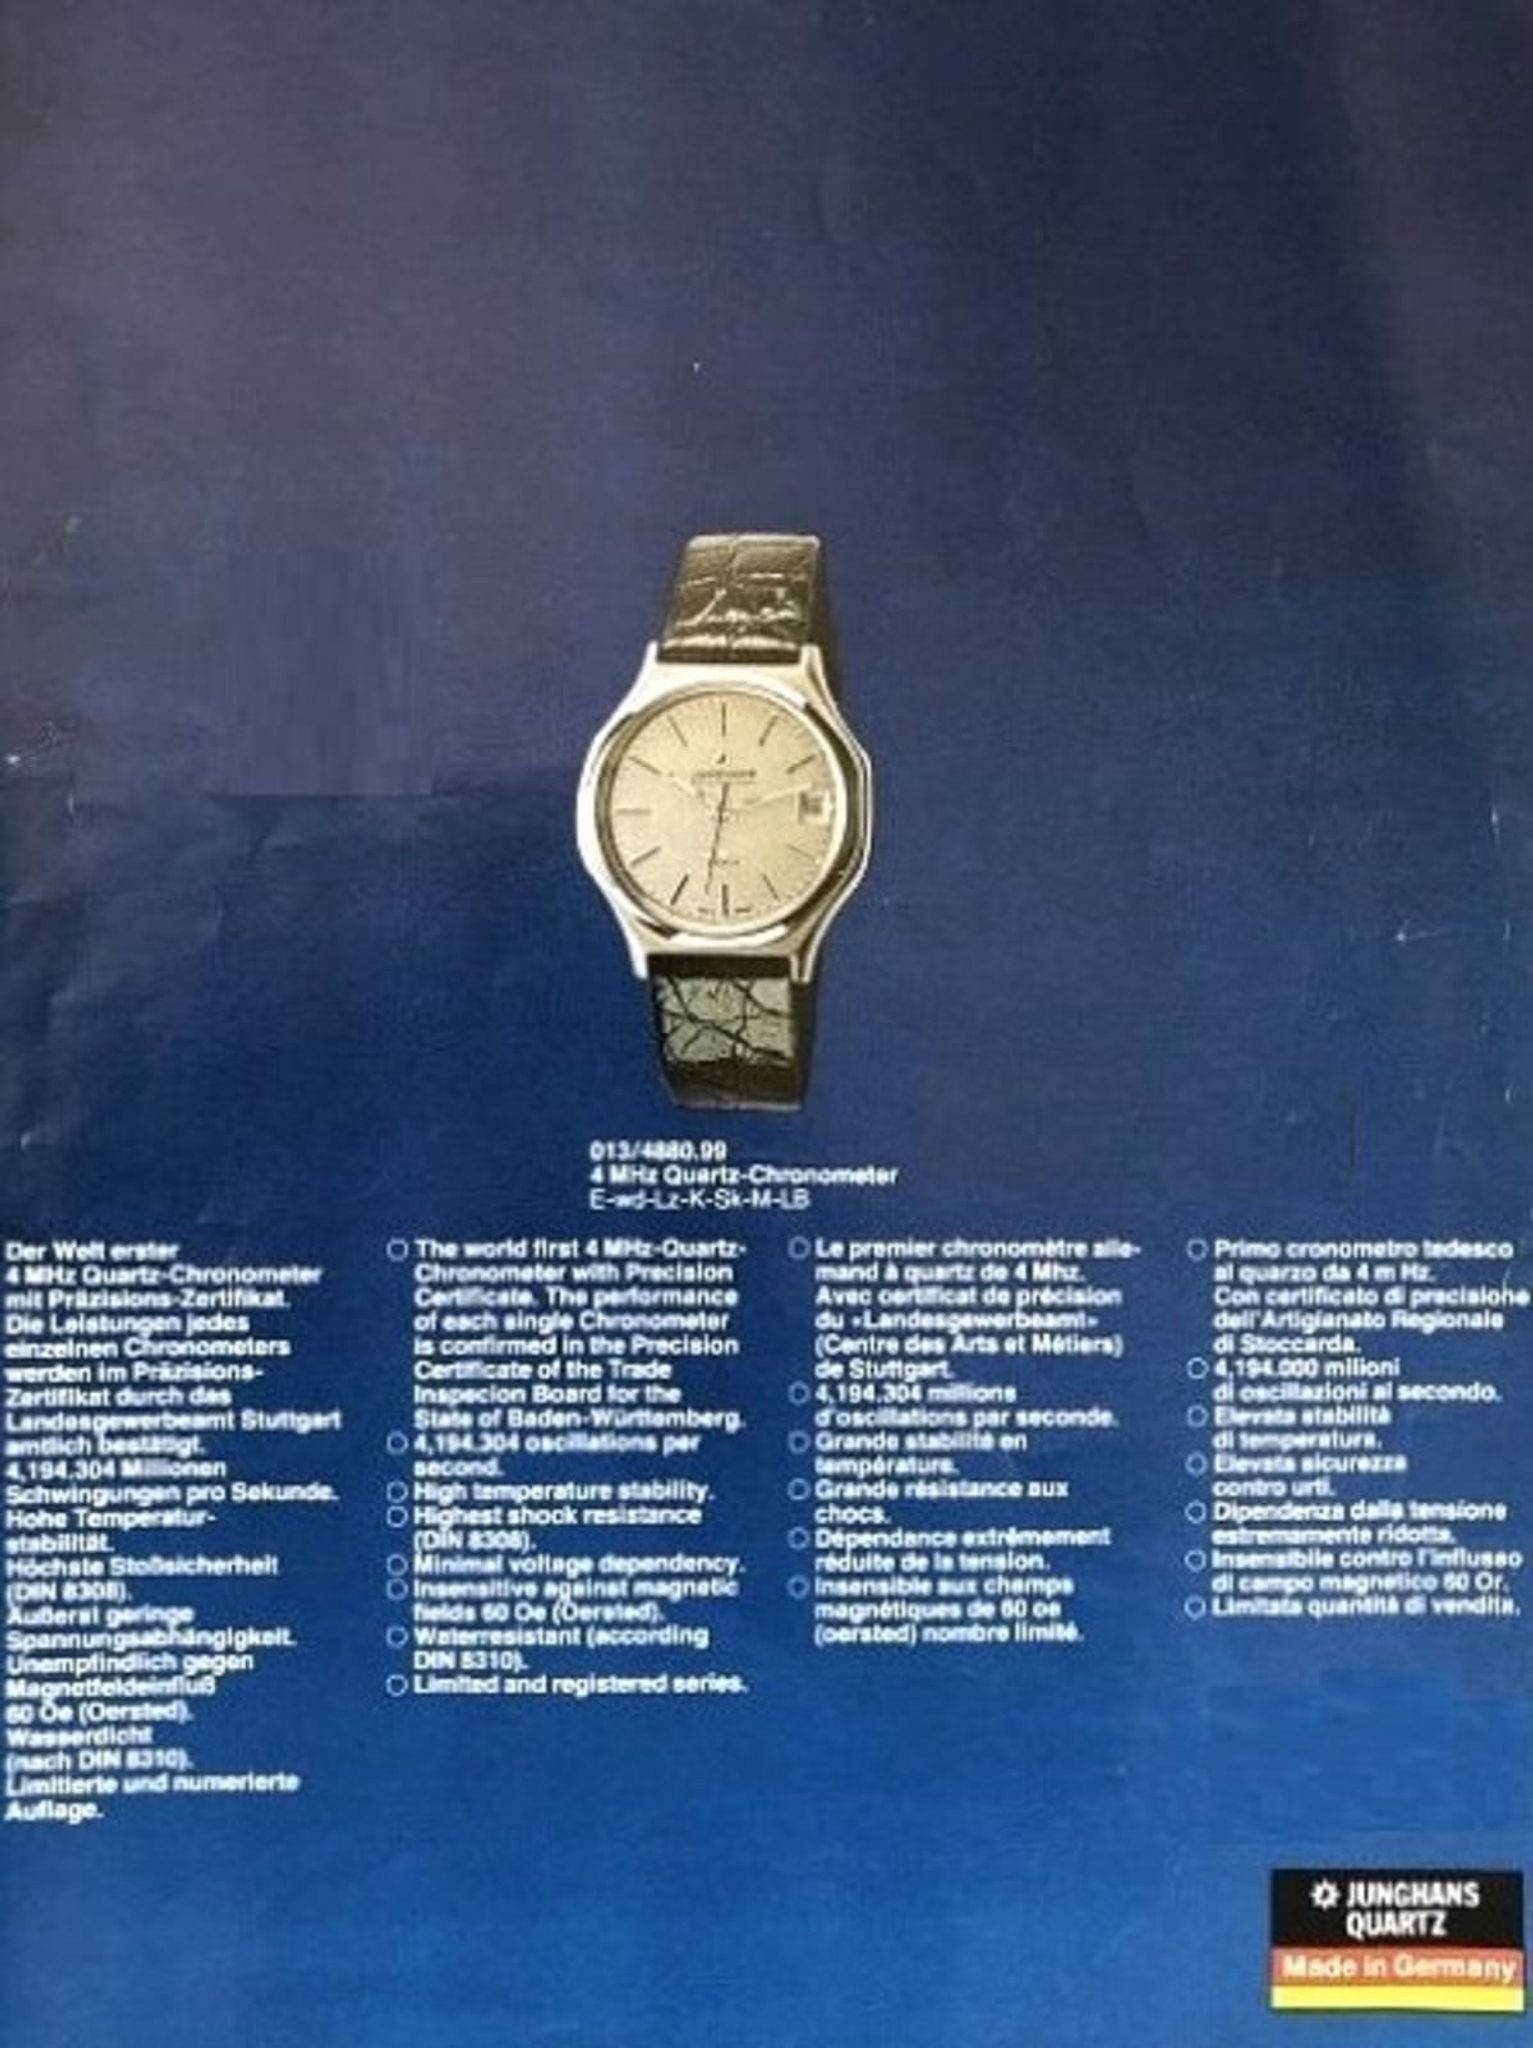 013/4880.99
4 MHz Quartz-Chronometer
E-wd-Lz-K-Sk-M-LB
Der Welt erster
4 MHz Quartz-Chronometer
mit Präzisions-Zertifikat.
Die Leistungen jedes
einzelnen Chronometers
werden im Präzisions-
Zertifikat durch das
Landesgewerbeamt Stuttgart
amtlich bestätigt.
4,194.304 Millionen
Schwingungen pro Sekunde.
Hohe Temperatur-
stabilität.
Höchste Stoßsicherheit
(DIN 8308).
Äußerst geringe
Spannungsabhängigkeit.
Unempfindlich gegen
Magnetfeldeinfluß
60 Oe (Oersted).
Wasserdicht
(nach DIN 8310).
Limitierte und numerierte
Auflage.
The world first 4 MHz-Quartz-
Chronometer with Precision
Certificate. The performance
of each single Chronometer
is confirmed in the Precision
Certificate of the Trade
Inspecion Board for the
State of Baden-Württemberg.
4,194.304 oscillations per
second.
High temperature stability.
Highest shock resistance
(DIN 8308).
Minimal voltage dependency.
Insensitive against magnetic
fields 60 Oe (Oersted).
Waterresistant (according
DIN 8310).
Limited and registered series.
Le premier chronomètre alle-
mand à quartz de 4 Mhz.
Avec certificat de précision
du «Landesgewerbeamt»
(Centre des Arts et Métiers)
de Stuttgart.
4,194.304 millions
d'oscillations par seconde.
Grande stabilité en
température.
Grande résistance aux
chocs.
Dépendance extrêmement
réduite de la tension.
Insensible aux champs
magnétiques de 60 oe
(oersted) nombre limité.
Primo cronometro tedesco
al quarzo da 4 m Hz.
Con certificato di precisione
dell'Artigianato Regionale
di Stoccarda.
4,194.000 milioni
di oscillazioni al secondo.
Elevata stabilità
di temperatura.
Elevata sicurezza
contro urti.
Dipendenza dalla tensione
estremamente ridotta.
Insensibile contro l'influsso
di campo magnetico 60 Or.
Limitata quantità di vendita.
JUNGHANS
QUARTZ
Made in Germany